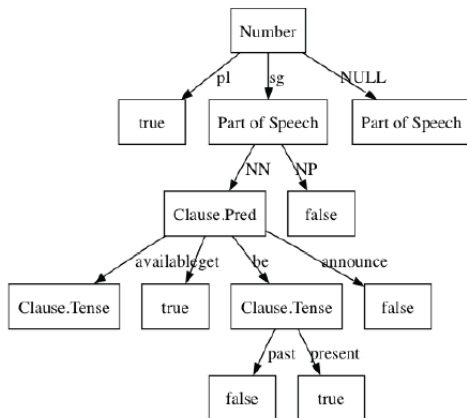 Number
pl sg NULL
true Part of Speech Part of Speech
NN NP
Clause.Pred false
available get be announce
Clause.Tense true Clause.Tense false
past present
false true